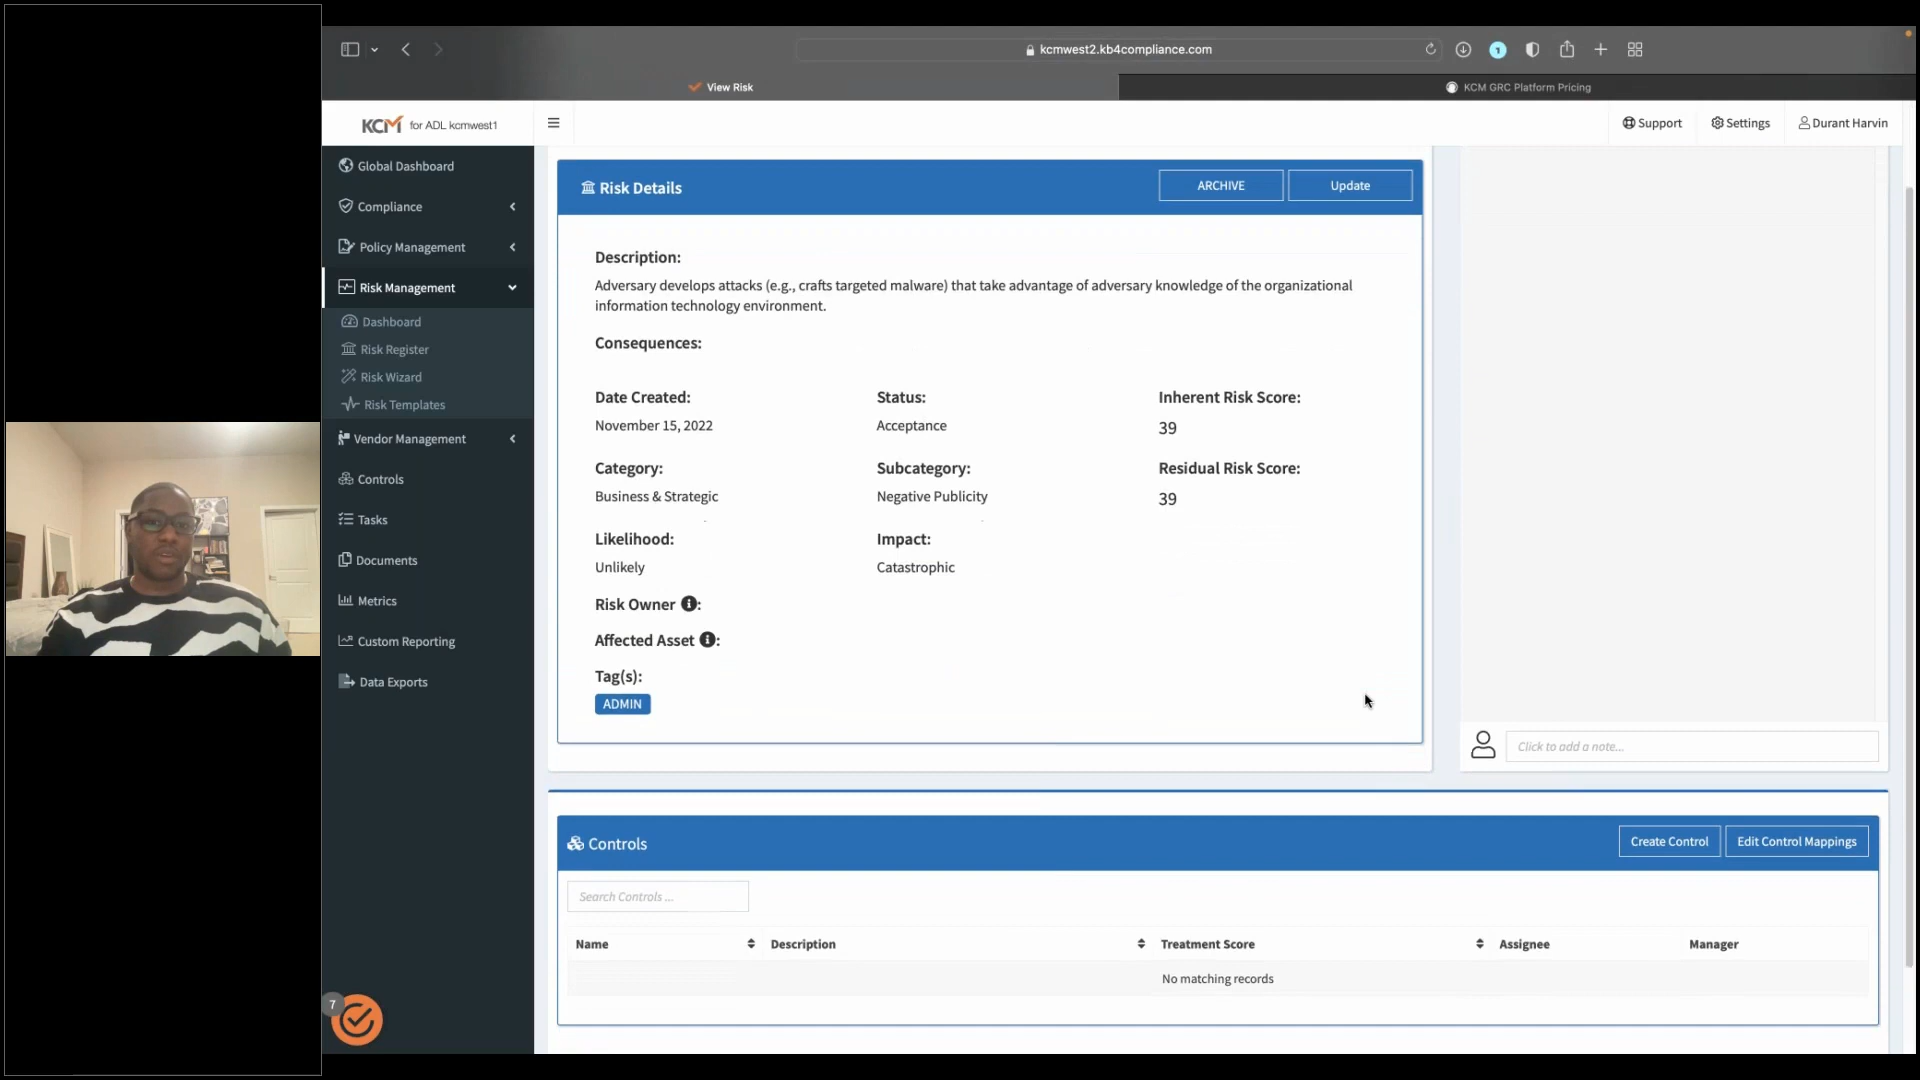 kcmwest2.kb4compliance.com
1
View Risk
KCM GRC Platform Pricing
KCM for ADL kcmwest1
Support
Settings
Durant Harvin
Global Dashboard
Compliance
Policy Management
Risk Management
Dashboard
Risk Register
Risk Wizard
Risk Templates
Vendor Management
Controls
Tasks
Documents
Metrics
Custom Reporting
Data Exports
7
Risk Details
ARCHIVE
Update
Description:
Adversary develops attacks (e.g., crafts targeted malware) that take advantage of adversary knowledge of the organizational
information technology environment.
Consequences:
Date Created:
November 15, 2022
Status:
Acceptance
Inherent Risk Score:
39
Category:
Business & Strategic
Subcategory:
Negative Publicity
Residual Risk Score:
39
Likelihood:
Unlikely
Impact:
Catastrophic
Risk Owner :
Affected Asset :
Tag(s):
ADMIN
Click to add a note...
Controls
Create Control
Edit Control Mappings
Search Controls ...
Name
Description
Treatment Score
Assignee
Manager
No matching records